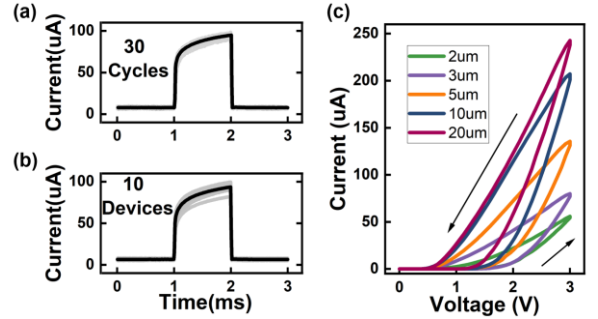 (a)
30
Cycles
Current(uA)
100
50
0
0 1 2 3
(b)
10
Devices
Current(uA)
100
50
0
0 1 2 3
Time(ms)
(c)
2um
3um
5um
10um
20um
Current (uA)
250
200
150
100
50
0
0 1 2 3
Voltage (V)